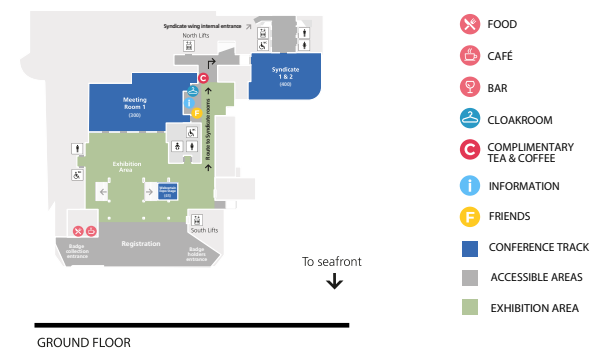 Syndicate wing internal entrance
North Lifts
Syndicate
1 & 2
(400)
C
Meeting
Room 1
(200)
i
F
Route to Syndicate rooms
Exhibition
Area
South Lifts
Registration
Badge
collection
entrance
Badge
holders
entrance
To seafront
GROUND FLOOR
FOOD
CAFÉ
BAR
CLOAKROOM
C COMPLIMENTARY
TEA & COFFEE
i INFORMATION
F FRIENDS
CONFERENCE TRACK
ACCESSIBLE AREAS
EXHIBITION AREA